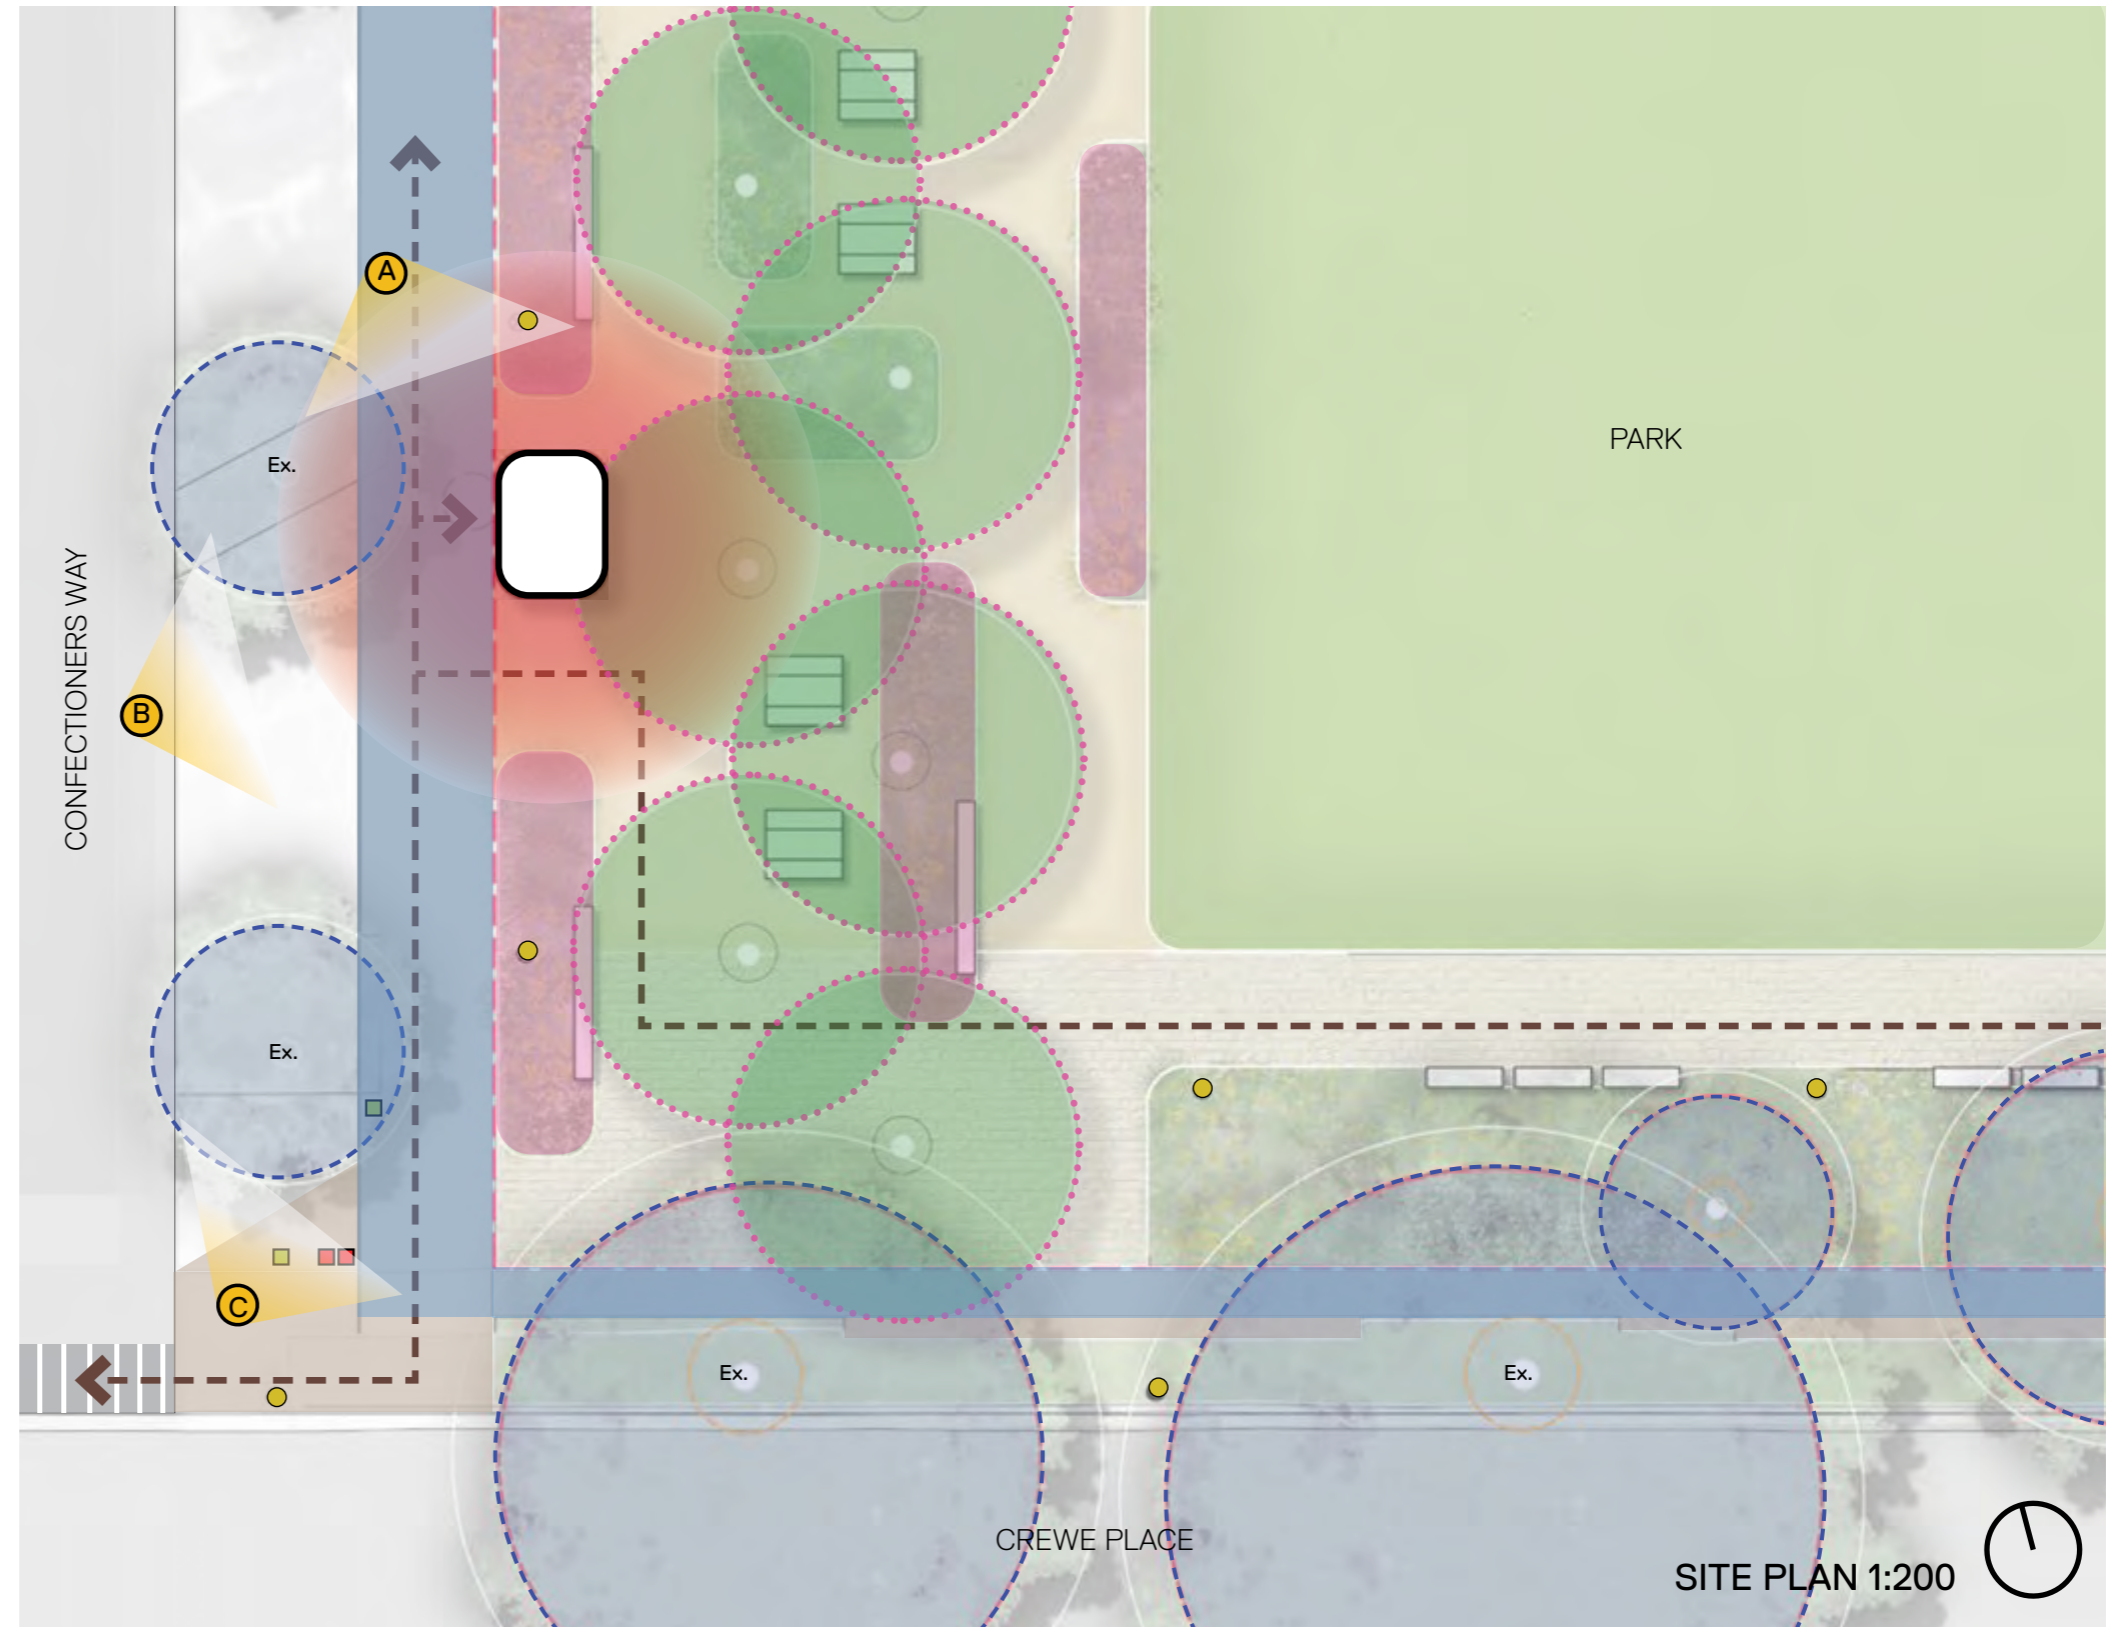 A
PARK
Ex.
CONFECTIONERS WAY
B
Ex.
C
Ex.
Ex.
CREWE PLACE
SITE PLAN 1:200